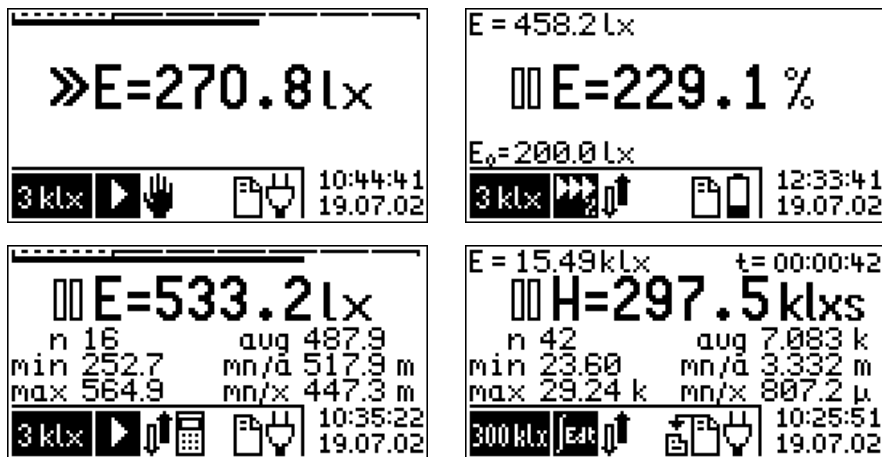 »E=270.8lx
3 klx
10:44:41
19.07.02
E = 458.2 lx
E=229.1 %
E₀=200.0 lx
3 klx
2
12:33:41
19.07.02
E=533.2lx
n 16 avg 487.9
min 252.7 mn/a 517.9 m
max 564.9 mn/x 447.3 m
3 klx
10:35:22
19.07.02
E = 15.49klx t= 00:00:42
H=297.5klxs
n 42 avg 7.083 k
min 23.60 mn/a 3.332 m
max 29.24 k mn/x 807.2 µ
300 klx ∫Edt
10:25:51
19.07.02